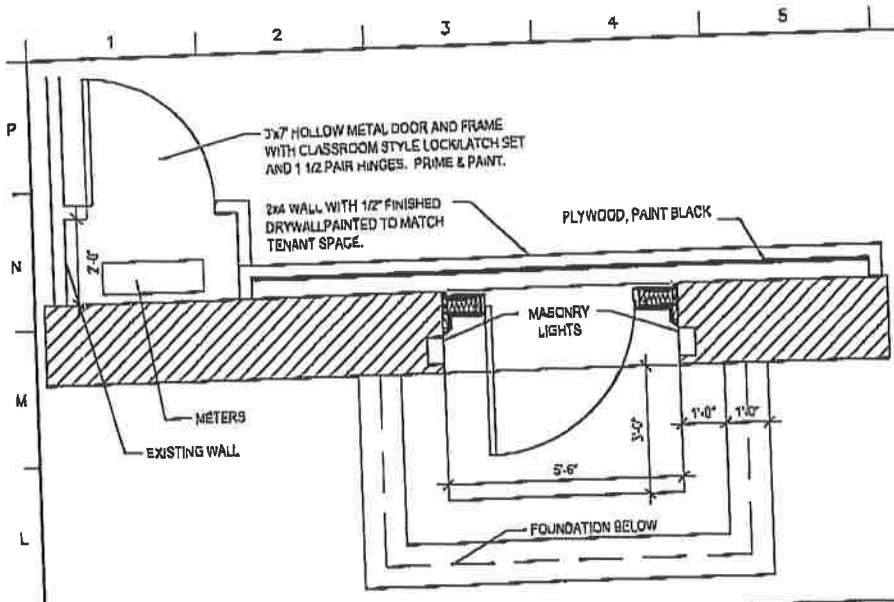 1 2 3 4 5
P
3'x7' HOLLOW METAL DOOR AND FRAME
WITH CLASSROOM STYLE LOCK/LATCH SET
AND 1 1/2 PAIR HINGES. PRIME & PAINT.
2x4 WALL WITH 1/2" FINISHED
DRYWALLPAINTED TO MATCH
TENANT SPACE.
PLYWOOD, PAINT BLACK
N
2'-0"
MASONRY
LIGHTS
M
METERS
EXISTING WALL
1'-0" 1'-0"
3'-0"
5'-6"
L
FOUNDATION BELOW